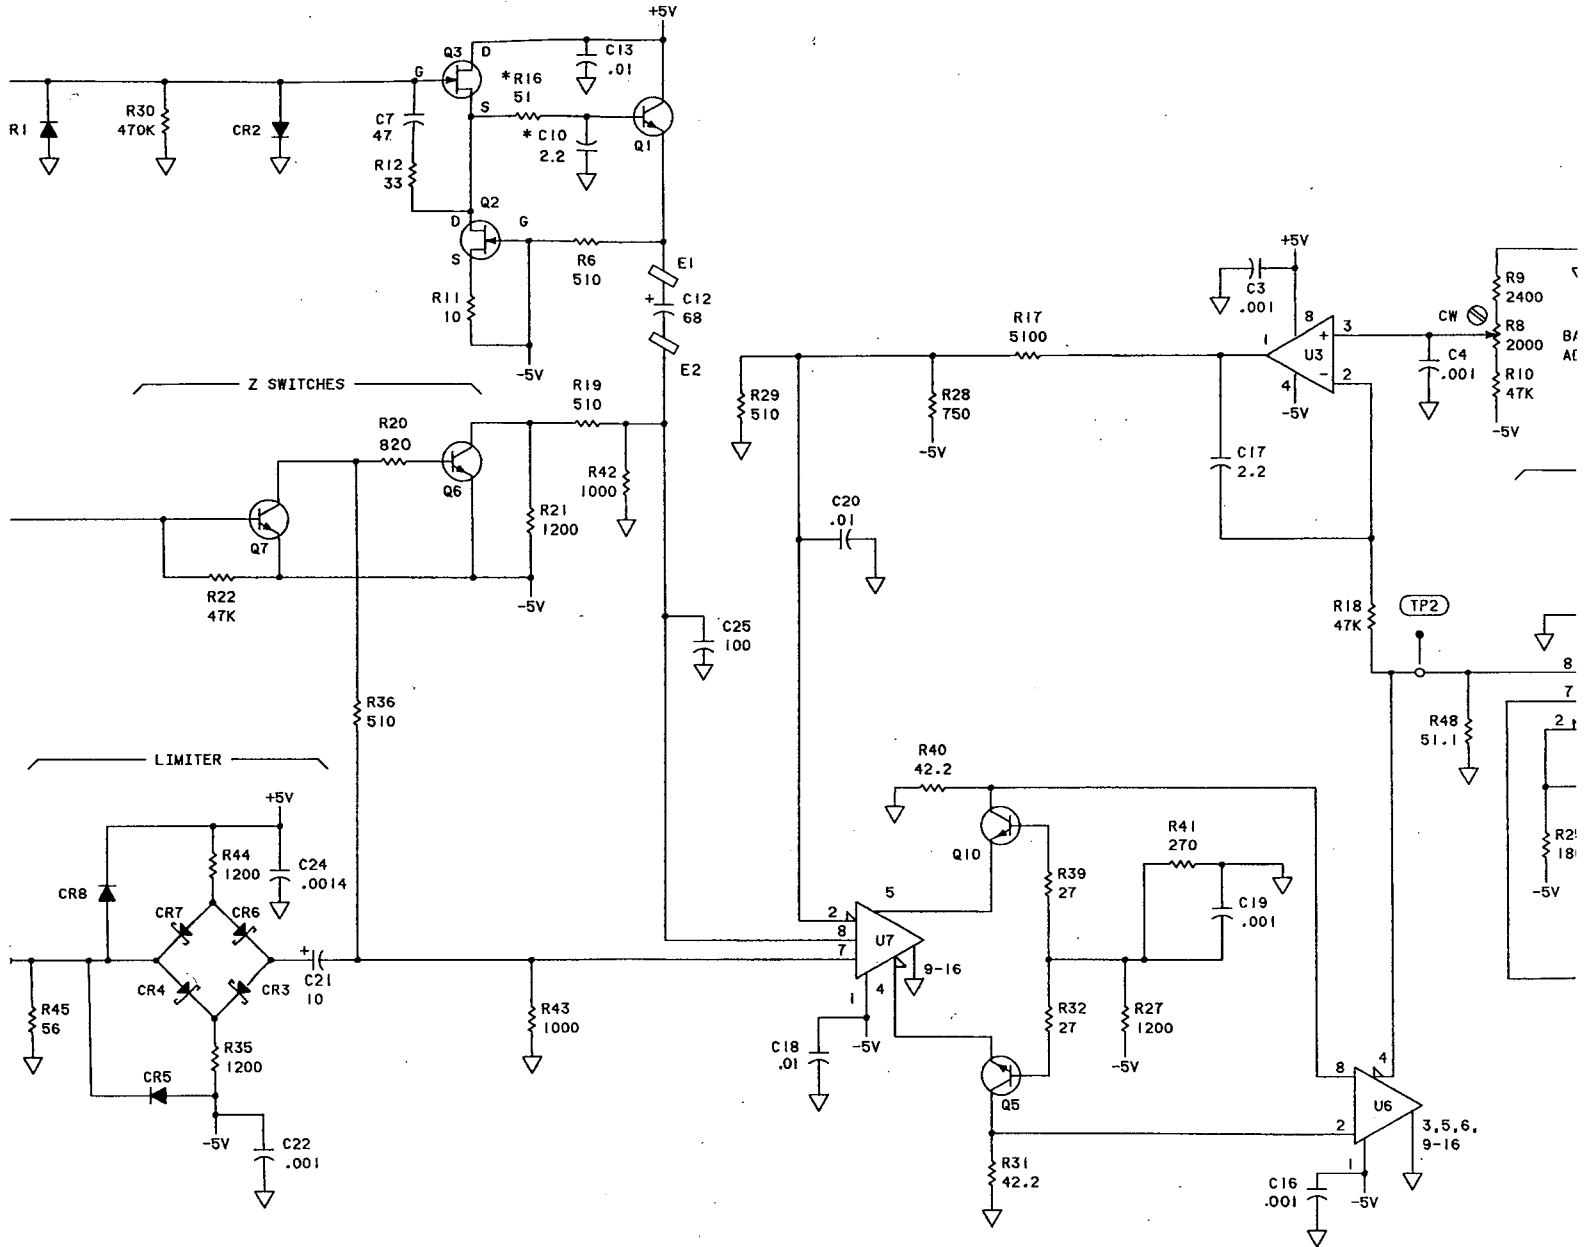 +5V
Q3
D
C13
.01
G
*R16
51
S
R1
R30
470K
CR2
C7
47
* C10
2.2
Q1
R12
33
Q2
D
G
S
R6
510
E1
+
C12
68
R11
10
-5V
E2
+5V
C3
.001
8
1
+
3
U3
-
2
4
-5V
CW
R9
2400
R8
2000
C4
.001
R10
47K
-5V
BA
AD
R17
5100
R29
510
R28
750
-5V
C17
2.2
Z SWITCHES
R19
510
R20
820
Q6
R42
1000
R21
1200
Q7
R22
47K
-5V
C20
.01
C25
100
R18
47K
TP2
8
7
2
R48
51.1
R36
510
LIMITER
+5V
R44
1200
C24
.0014
CR8
CR7
CR6
CR4
CR3
+
C21
10
R45
56
R35
1200
CR5
-5V
C22
.001
R43
1000
R40
42.2
Q10
R41
270
R39
27
C19
.001
-5V
5
2
8
7
U7
9-16
1
4
C18
.01
-5V
R32
27
R27
1200
-5V
Q5
R31
42.2
8
4
U6
2
3,5,6,
9-16
1
C16
.001
-5V